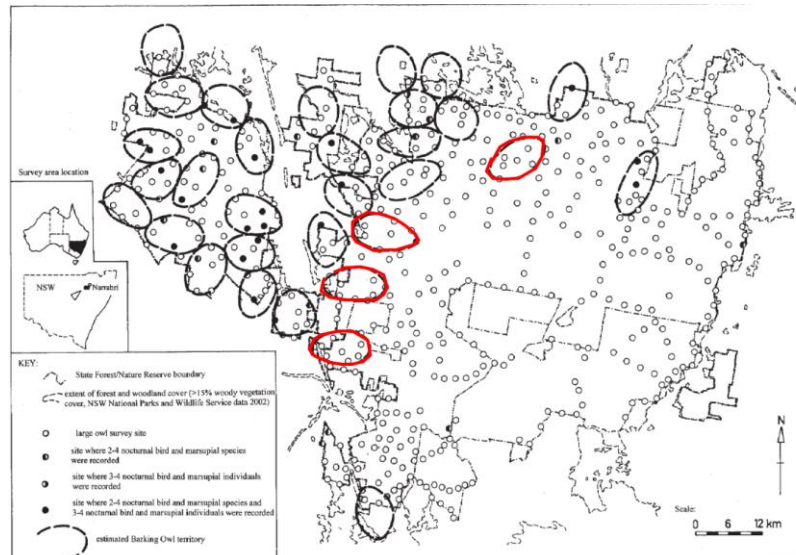 Survey area location
NSW
Narrabri
KEY:
State Forest/Nature Reserve boundary
extent of forest and woodland cover (>15% woody vegetation
cover, NSW National Parks and Wildlife Service data 2002)
large owl survey site
site where 2-4 nocturnal bird and marsupial species
were recorded
site where 3-4 nocturnal bird and marsupial individuals
were recorded
site where 2-4 nocturnal bird and marsupial species and
3-4 nocturnal bird and marsupial individuals were recorded
estimated Barking Owl territory
N
Scale:
0 6 12 km